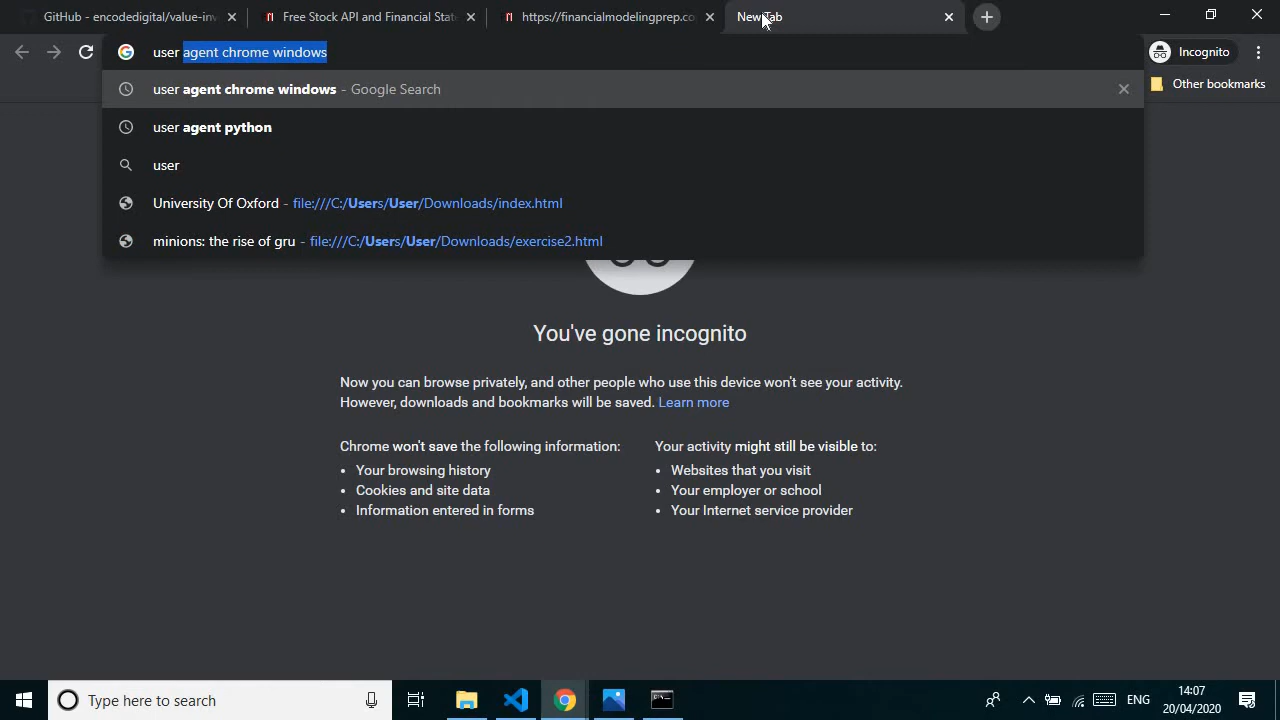 GitHub - encodedigital/value-inv
Free Stock API and Financial State
https://financialmodelingprep.co
New Tab
user agent chrome windows
Incognito
Other bookmarks
user agent chrome windows - Google Search
user agent python
user
University Of Oxford - file:///C:/Users/User/Downloads/index.html
minions: the rise of gru - file:///C:/Users/User/Downloads/exercise2.html
You've gone incognito
Now you can browse privately, and other people who use this device won't see your activity.
However, downloads and bookmarks will be saved. Learn more
Chrome won't save the following information:
• Your browsing history
• Cookies and site data
• Information entered in forms
Your activity might still be visible to:
• Websites that you visit
• Your employer or school
• Your Internet service provider
Type here to search
ENG
14:07
20/04/2020